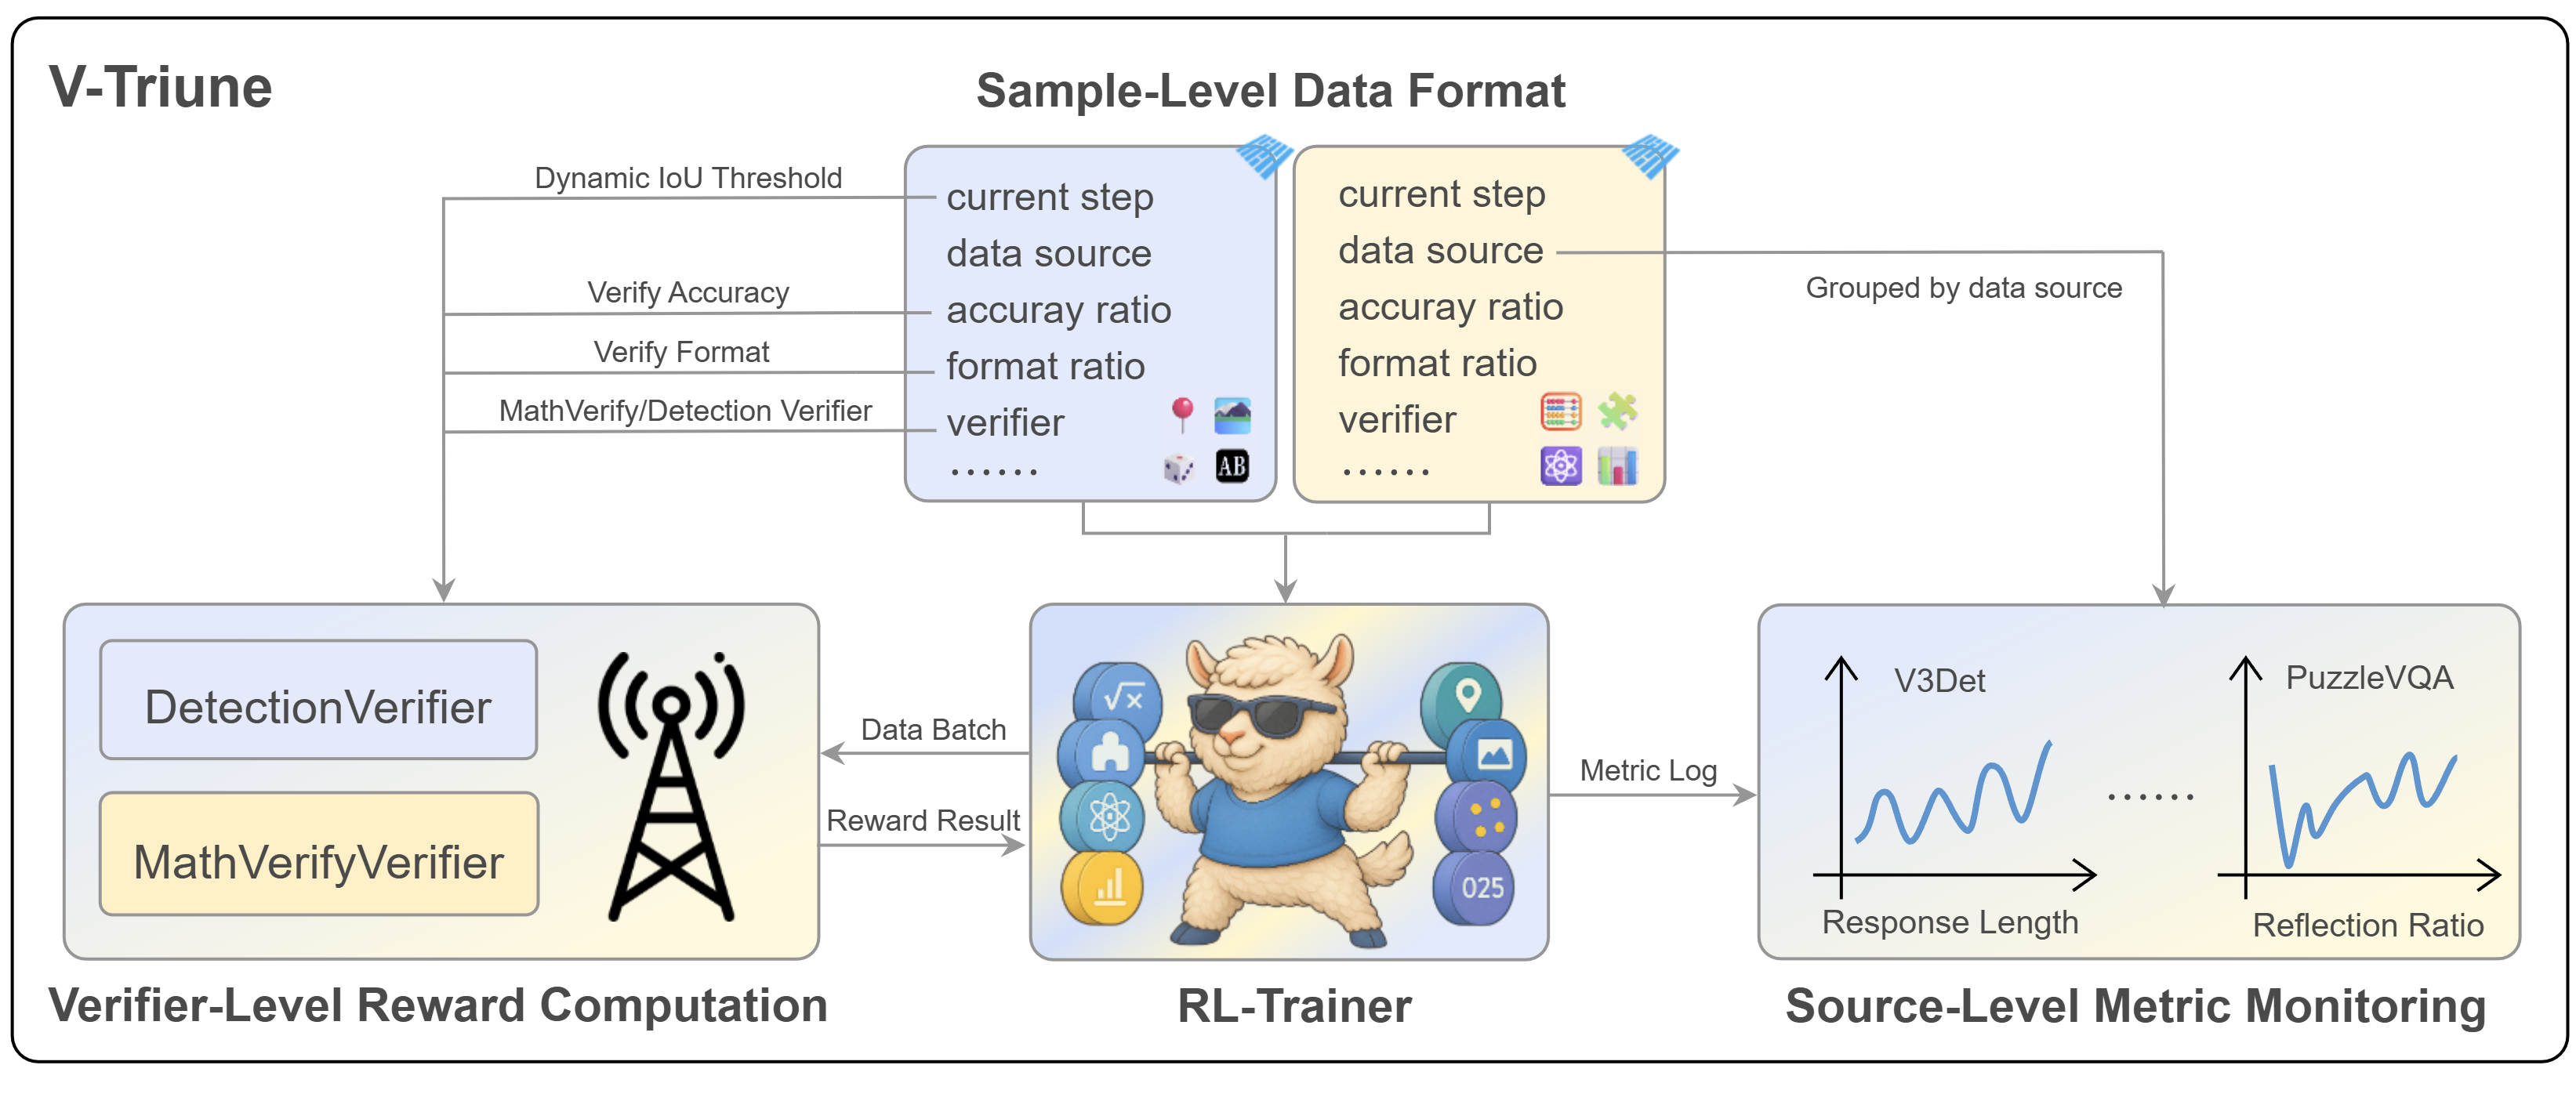 V-Triune
Sample-Level Data Format
Dynamic IoU Threshold
Verify Accuracy
Verify Format
MathVerify/Detection Verifier
current step
data source
accuray ratio
format ratio
verifier
......
AB
current step
data source
accuray ratio
format ratio
verifier
......
Grouped by data source
DetectionVerifier
MathVerifyVerifier
Verifier-Level Reward Computation
Data Batch
Reward Result
√x
025
RL-Trainer
Metric Log
V3Det
Response Length
......
PuzzleVQA
Reflection Ratio
Source-Level Metric Monitoring